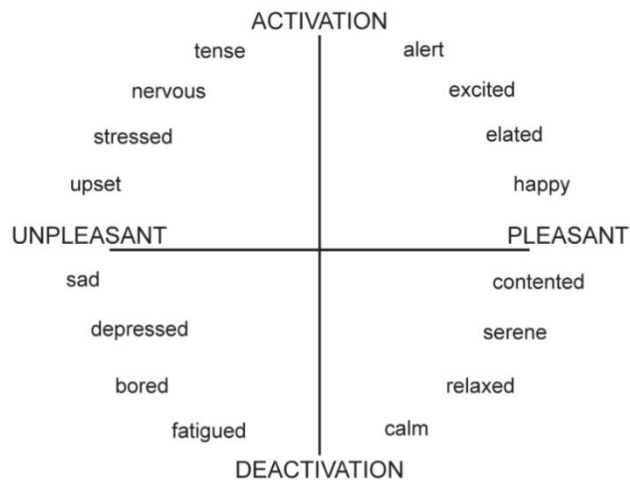 ACTIVATION
tense alert
nervous excited
stressed elated
upset happy
UNPLEASANT PLEASANT
sad contented
depressed serene
bored relaxed
fatigued calm
DEACTIVATION